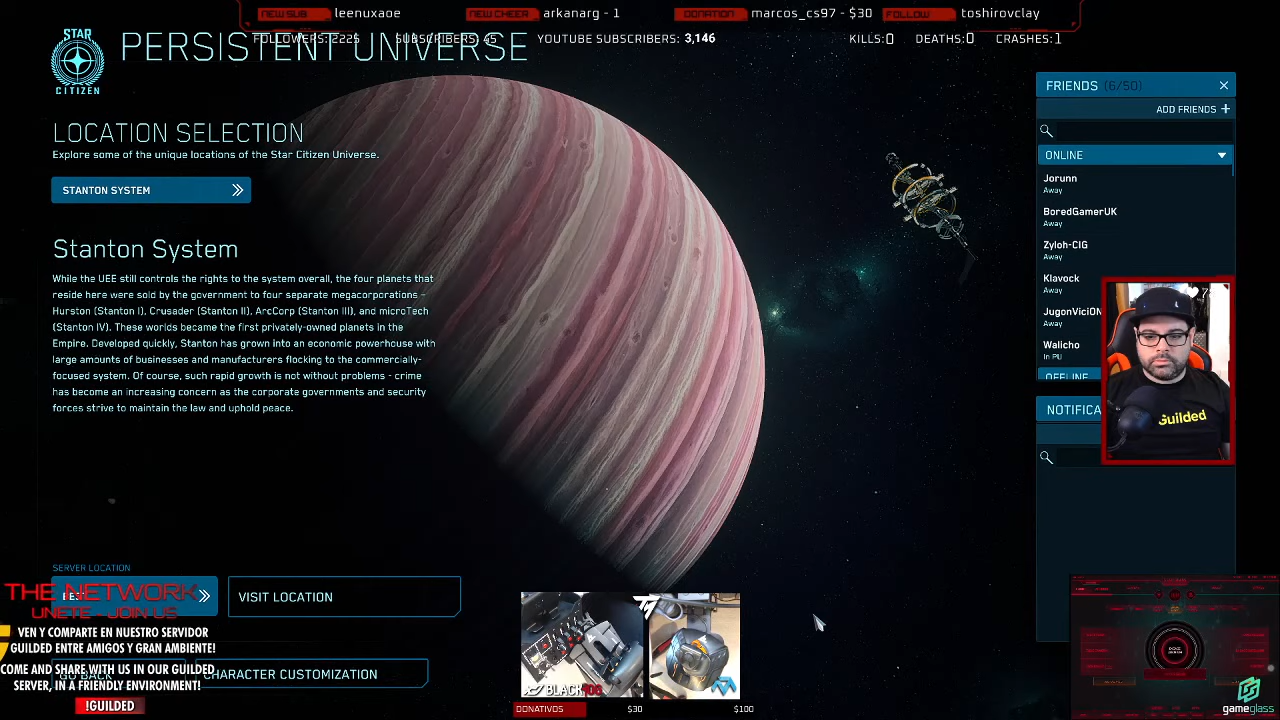 NEW SUB leenuxaoe
NEW CHEER arkanarg - 1
DONATION marcos_cs97 - $30
FOLLOW toshirovclay
STAR
CITIZEN
PERSISTENT UNIVERSE
FOLLOWERS: 2225
SUBSCRIBERS: 45
YOUTUBE SUBSCRIBERS: 3,146
KILLS:0
DEATHS:0
CRASHES:1
LOCATION SELECTION
Explore some of the unique locations of the Star Citizen Universe.
STANTON SYSTEM
Stanton System
While the UEE still controls the rights to the system overall, the four planets that
reside here were sold by the government to four separate megacorporations –
Hurston (Stanton I), Crusader (Stanton II), ArcCorp (Stanton III), and microTech
(Stanton IV). These worlds became the first privately-owned planets in the
Empire. Developed quickly, Stanton has grown into an economic powerhouse with
large amounts of businesses and manufacturers flocking to the commercially-
focused system. Of course, such rapid growth is not without problems - crime
has become an increasing concern as the corporate governments and security
forces strive to maintain the law and uphold peace.
FRIENDS (6/50)
ADD FRIENDS +
ONLINE
Jorunn
Away
BoredGamerUK
Away
Zyloh-CIG
Away
Klavock
Away
JugonViciON
Away
Walicho
In PU
OFFLINE
NOTIFICA
Guilded
SERVER LOCATION
VISIT LOCATION
THE NETWORK
UNETE - JOIN US
VEN Y COMPARTE EN NUESTRO SERVIDOR
GUILDED ENTRE AMIGOS Y GRAN AMBIENTE!
COME AND SHARE WITH US IN OUR GUILDED
SERVER, IN A FRIENDLY ENVIRONMENT!
!GUILDED
GO BACK
CHARACTER CUSTOMIZATION
DONATIVOS
$30
$100
gameglass